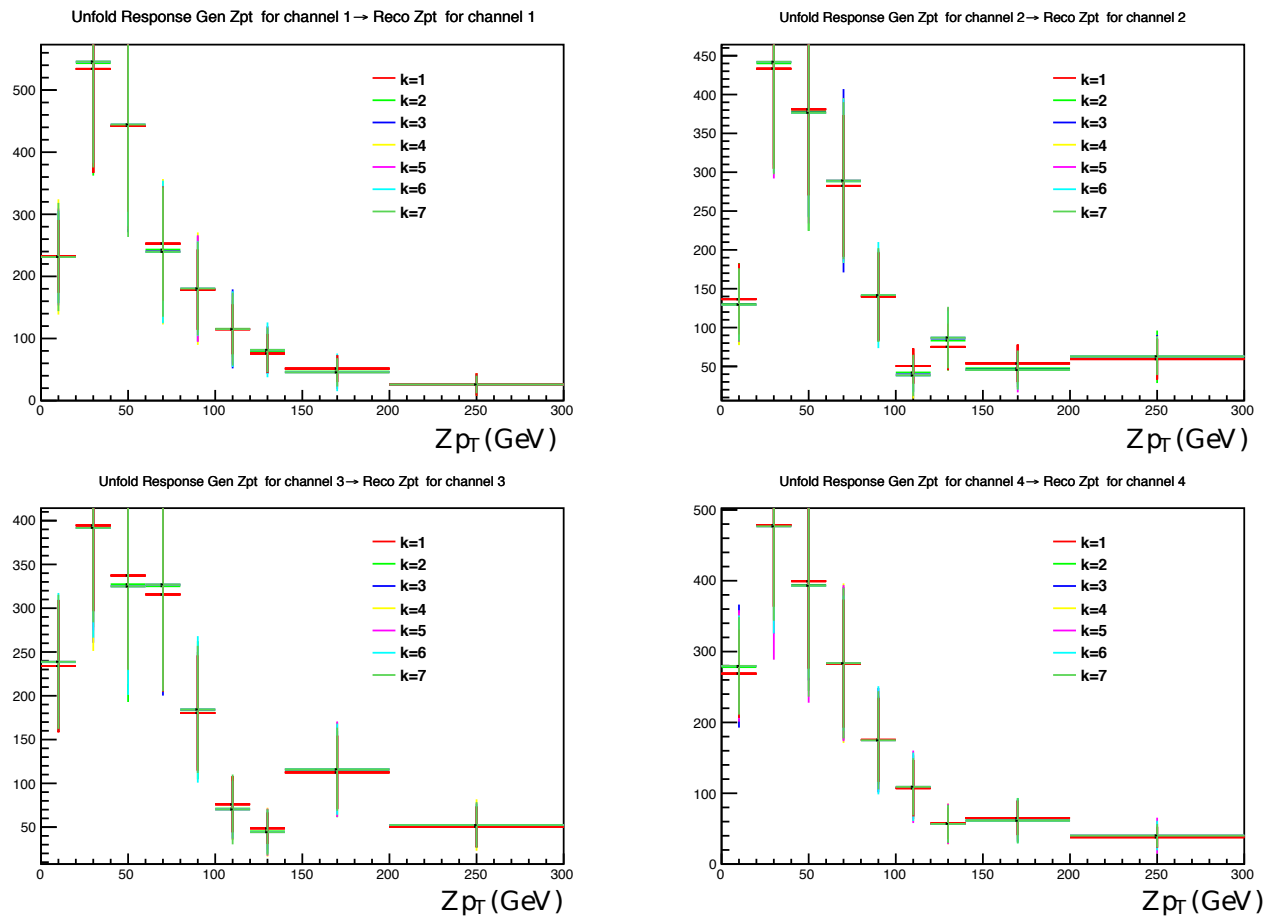 Unfold Response Gen Zpt for channel 1→ Reco Zpt for channel 1
500
400
300
200
100
0
k=1
k=2
k=3
k=4
k=5
k=6
k=7
0 50 100 150 200 250 300
Z pT (GeV)
Unfold Response Gen Zpt for channel 2→ Reco Zpt for channel 2
450
400
350
300
250
200
150
100
50
k=1
k=2
k=3
k=4
k=5
k=6
k=7
0 50 100 150 200 250 300
Z pT (GeV)
Unfold Response Gen Zpt for channel 3→ Reco Zpt for channel 3
400
350
300
250
200
150
100
50
k=1
k=2
k=3
k=4
k=5
k=6
k=7
0 50 100 150 200 250 300
Z pT (GeV)
Unfold Response Gen Zpt for channel 4→ Reco Zpt for channel 4
500
400
300
200
100
0
k=1
k=2
k=3
k=4
k=5
k=6
k=7
0 50 100 150 200 250 300
Z pT (GeV)